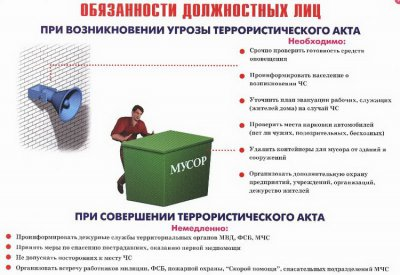 ОБЯЗАННОСТИ ДОЛЖНОСТНЫХ ЛИЦ
ПРИ ВОЗНИКНОВЕНИИ УГРОЗЫ ТЕРРОРИСТИЧЕСКОГО АКТА
Необходимо:
Срочно проверить готовность средств
оповещения
Проинформировать население о
возникновении ЧС
Уточнить план эвакуации рабочих, служащих
(жителей дома) на случай ЧС
Проверить места парковки автомобилей
(нет ли чужих, подозрительных, бесхозных)
Удалить контейнеры для мусора от зданий и
сооружений
Организовать дополнительную охрану
предприятий, учреждений, организаций,
дежурство жителей
МУСОР
ПРИ СОВЕРШЕНИИ ТЕРРОРИСТИЧЕСКОГО АКТА
Немедленно:
Проинформировать дежурные службы территориальных органов МВД, ФСБ, МЧС
Принять меры по спасению пострадавших, оказанию первой медпомощи
Не допускать посторонних к месту ЧС
Организовать встречу работников милиции, ФСБ, пожарной охраны, "Скорой помощи", спасательных подразделений МЧС